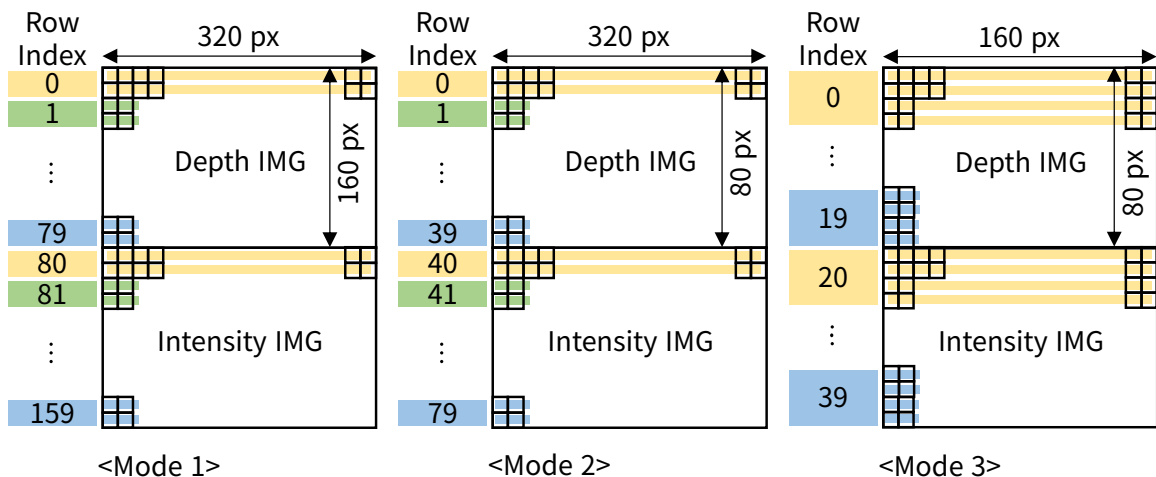 Row
Index
320 px
0
1
⋮
Depth IMG
160 px
79
80
81
⋮
Intensity IMG
159
<Mode 1>
Row
Index
320 px
0
1
⋮
Depth IMG
80 px
39
40
41
⋮
Intensity IMG
79
<Mode 2>
Row
Index
160 px
0
⋮
Depth IMG
80 px
19
20
⋮
Intensity IMG
39
<Mode 3>